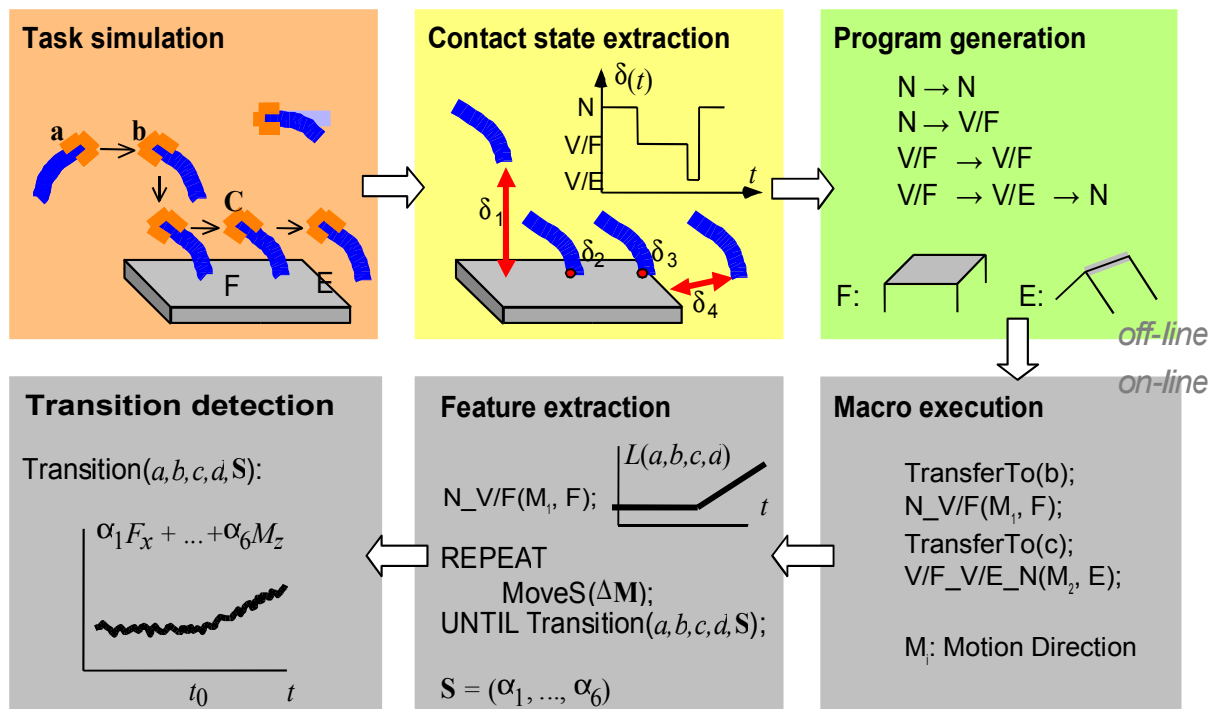 Task simulation
a
b
C
F
E
Contact state extraction
δ(t)
N
V/F
V/E
t
δ1
δ2
δ3
δ4
Program generation
N → N
N → V/F
V/F → V/F
V/F → V/E → N
F:
E:
off-line
on-line
Transition detection
Transition(a,b,c,d,S):
α1Fx + ... +α6Mz
t0
t
Feature extraction
L(a,b,c,d)
N_V/F(M1, F);
t
REPEAT
MoveS(ΔM);
UNTIL Transition(a,b,c,d,S);
S = (α1, ..., α6)
Macro execution
TransferTo(b);
N_V/F(M1, F);
TransferTo(c);
V/F_V/E_N(M2, E);
Mi: Motion Direction